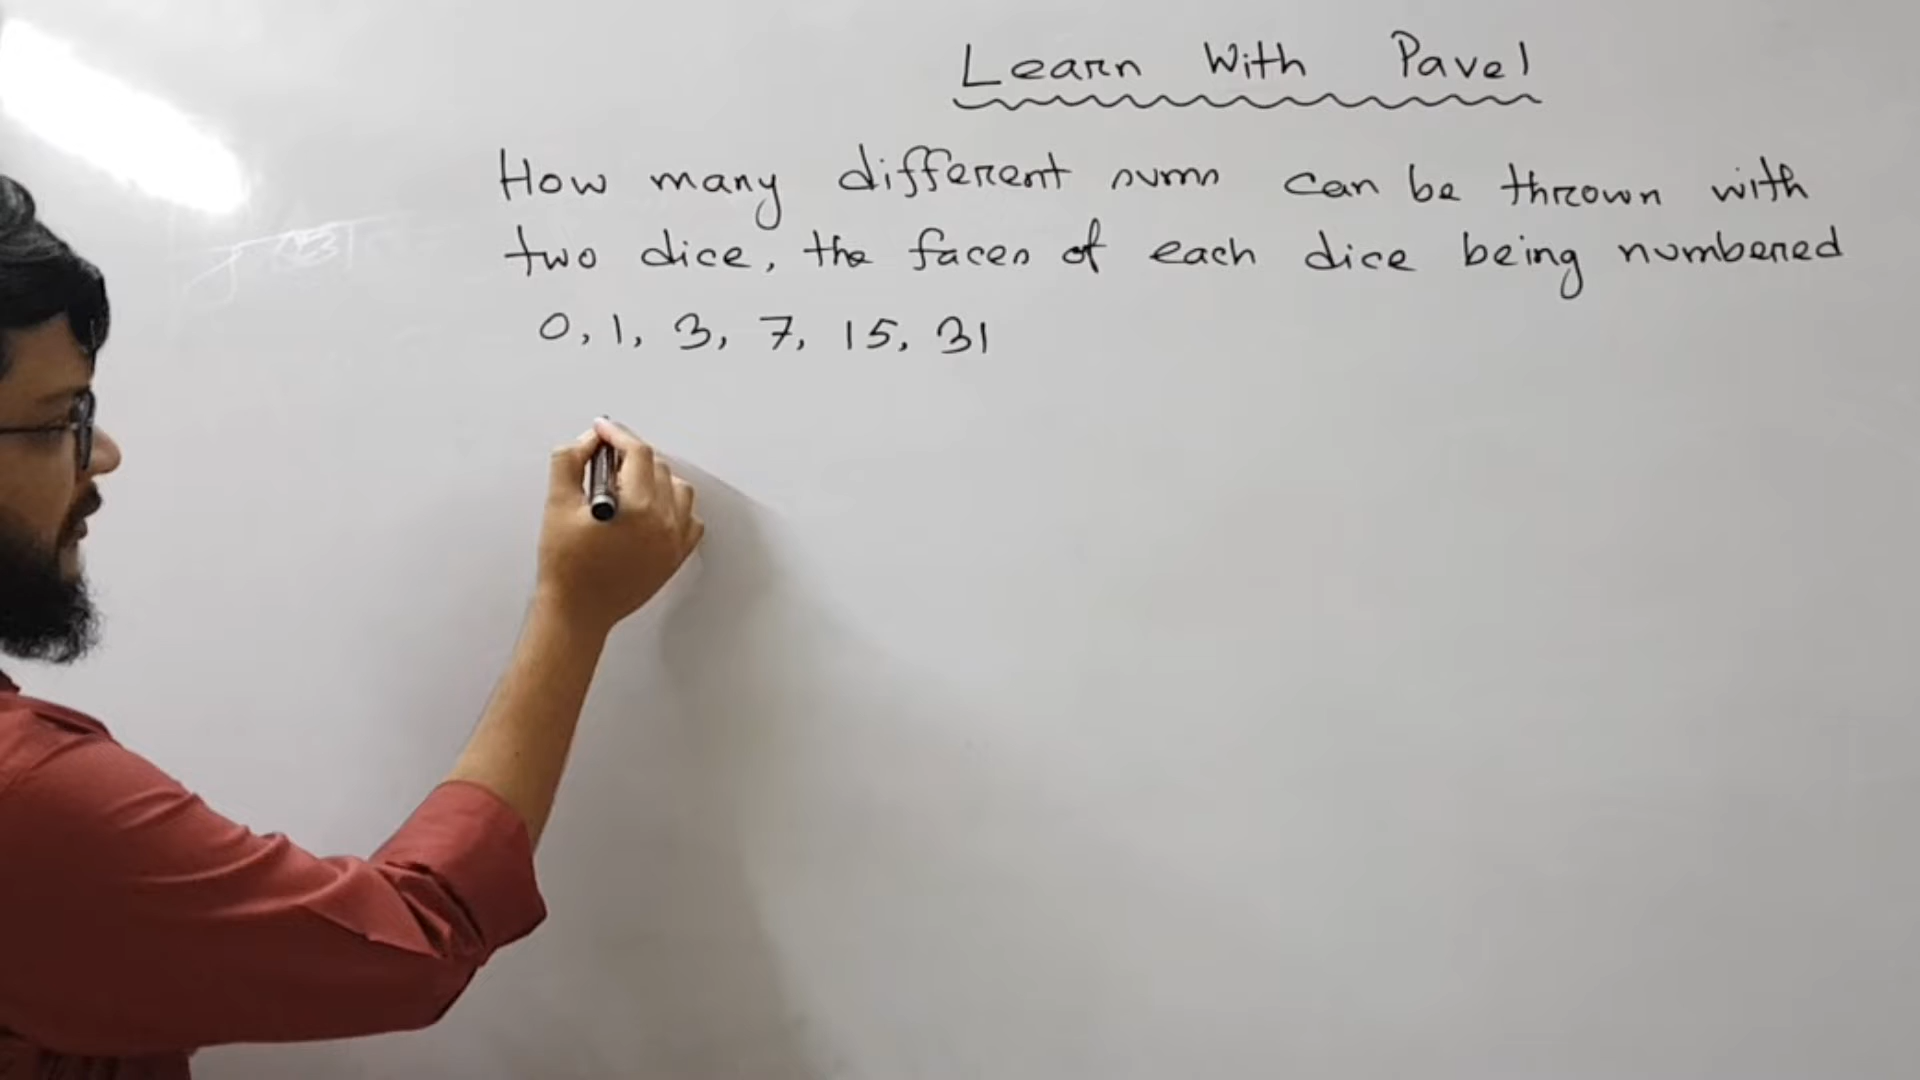 Learn With Pavel
How many different sums can be thrown with
two dice, the faces of each dice being numbered
0, 1, 3, 7, 15, 31